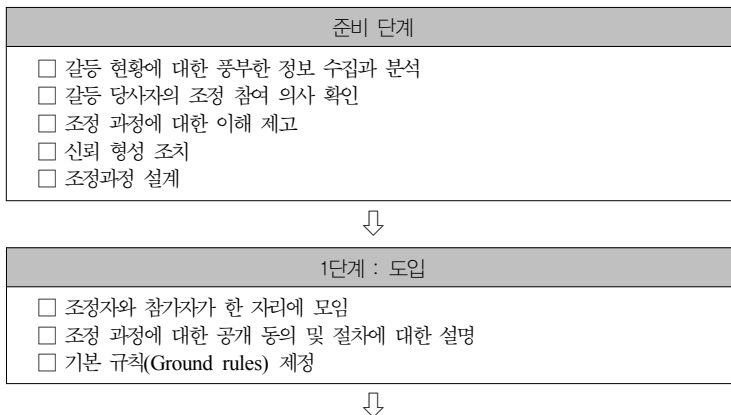 준비 단계
□ 갈등 현황에 대한 풍부한 정보 수집과 분석
□ 갈등 당사자의 조정 참여 의사 확인
□ 조정 과정에 대한 이해 제고
□ 신뢰 형성 조치
□ 조정과정 설계
⇩
1단계 : 도입
□ 조정자와 참가자가 한 자리에 모임
□ 조정 과정에 대한 공개 동의 및 절차에 대한 설명
□ 기본 규칙(Ground rules) 제정
⇩